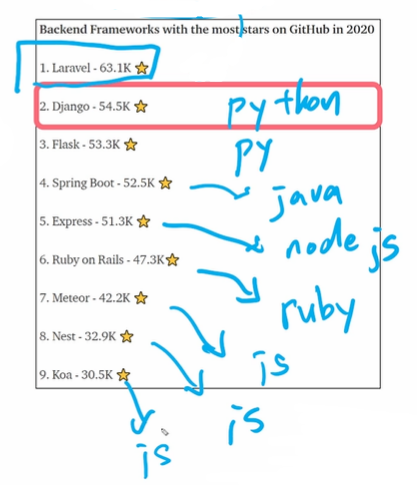 Backend Frameworks with the most stars on GitHub in 2020
1. Laravel - 63.1K ⭐
2. Django - 54.5K ⭐ python
3. Flask - 53.3K ⭐ py
4. Spring Boot - 52.5K ⭐ java
5. Express - 51.3K ⭐ node js
6. Ruby on Rails - 47.3K ⭐ ruby
7. Meteor - 42.2K ⭐ js
8. Nest - 32.9K ⭐ js
9. Koa - 30.5K ⭐
js